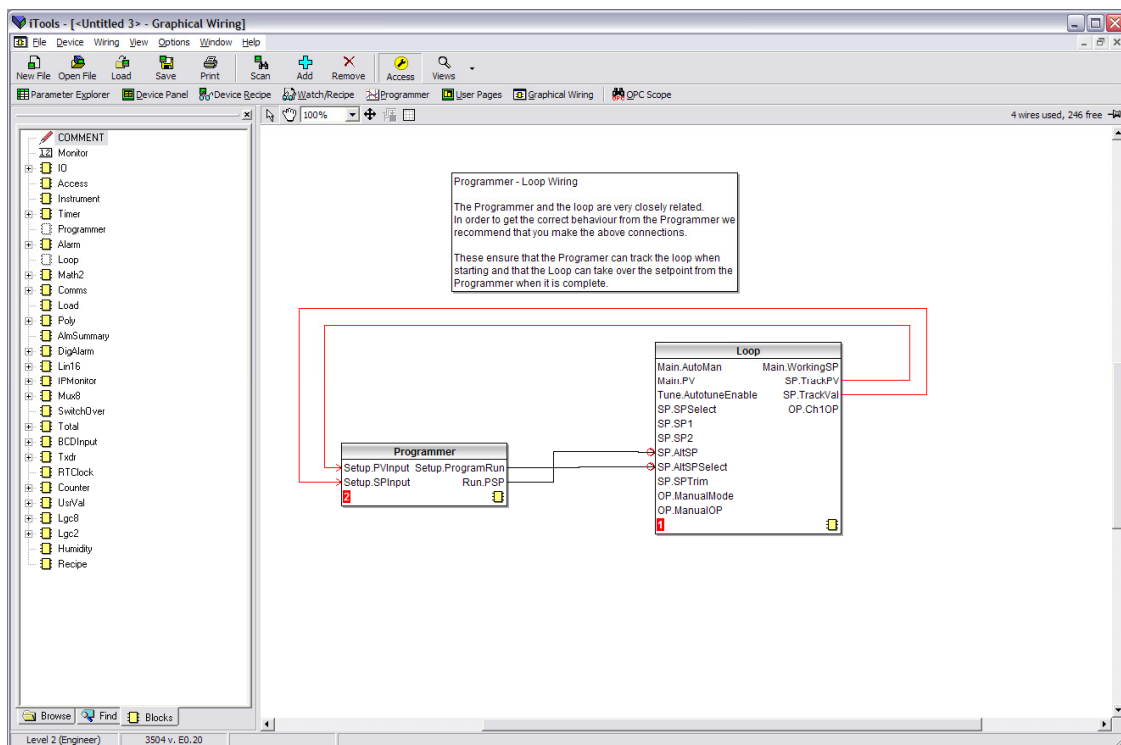 iTools - [<Untitled 3> - Graphical Wiring]
File Device Wiring View Options Window Help
New File Open File Load Save Print Scan Add Remove Access Views
Parameter Explorer Device Panel Device Recipe Watch/Recipe Programmer User Pages Graphical Wiring OPC Scope
100%
4 wires used, 246 free
COMMENT
Monitor
IO
Access
Instrument
Timer
Programmer
Alarm
Loop
Math2
Comms
Load
Poly
AlmSummary
DigAlarm
Lin16
IPMonitor
Mux8
SwitchOver
Total
BCDInput
Txdr
RTClock
Counter
UsrVal
Lgc8
Lgc2
Humidity
Recipe
Browse Find Blocks
Programmer - Loop Wiring
The Programmer and the loop are very closely related.
In order to get the correct behaviour from the Programmer we
recommend that you make the above connections.
These ensure that the Programer can track the loop when
starting and that the Loop can take over the setpoint from the
Programmer when it is complete.
Programmer
Setup.PVInput Setup.ProgramRun
Setup.SPInput Run.PSP
2
Loop
Main.AutoMan Main.WorkingSP
Main.PV SP.TrackPV
Tune.AutotuneEnable SP.TrackVal
SP.SPSelect OP.Ch1OP
SP.SP1
SP.SP2
SP.AltSP
SP.AltSPSelect
SP.SPTrim
OP.ManualMode
OP.ManualOP
1
Level 2 (Engineer) 3504 v. E0.20